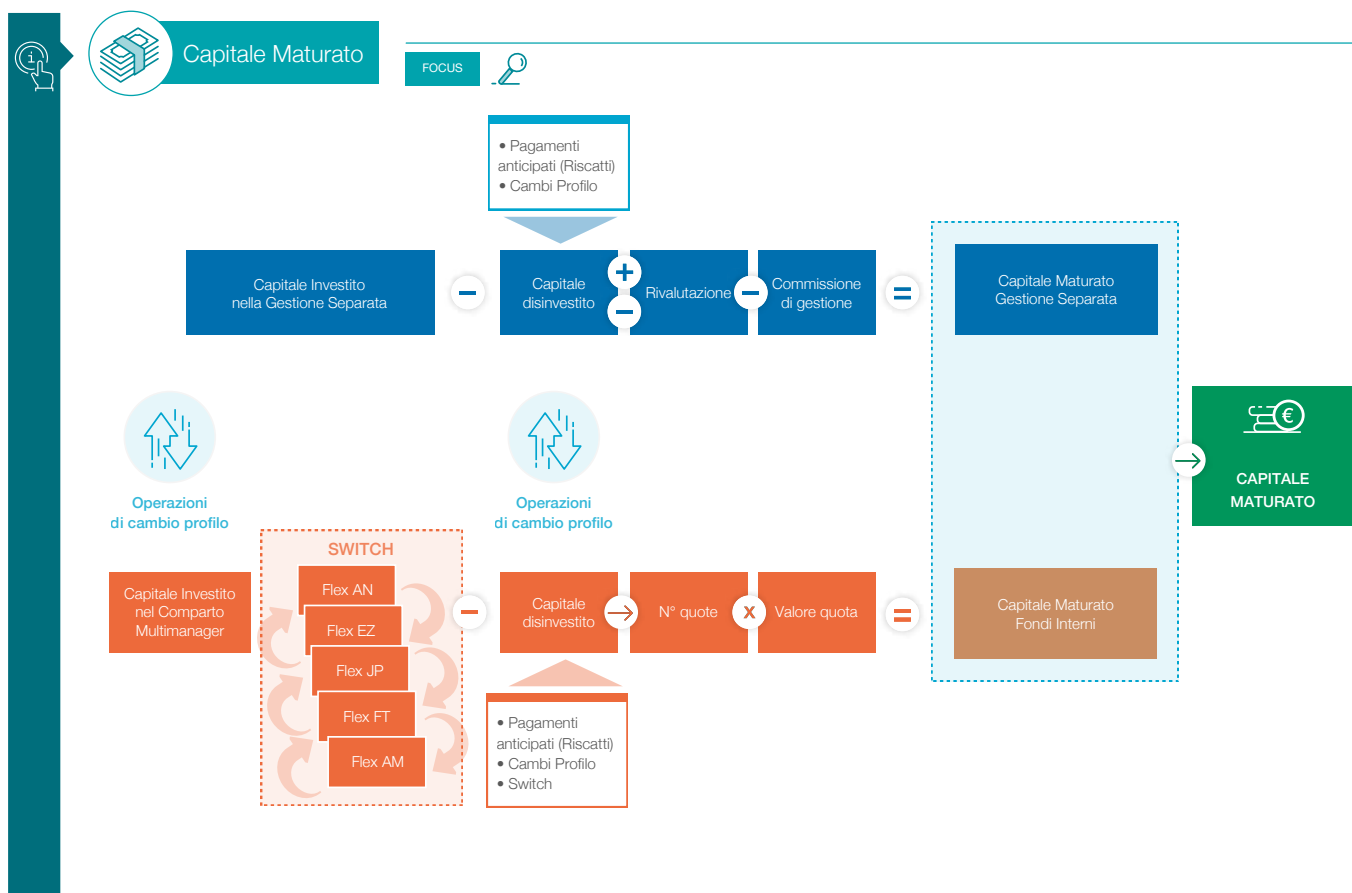 Capitale Maturato
FOCUS
• Pagamenti
anticipati (Riscatti)
• Cambi Profilo
Capitale Investito
nella Gestione Separata
−
Capitale
disinvestito
+
−
Rivalutazione
−
Commissione
di gestione
=
Capitale Maturato
Gestione Separata
Operazioni
di cambio profilo
Operazioni
di cambio profilo
€
CAPITALE
MATURATO
SWITCH
Capitale Investito
nel Comparto
Multimanager
Flex AN
Flex EZ
Flex JP
Flex FT
Flex AM
−
Capitale
disinvestito
N° quote
x
Valore quota
=
Capitale Maturato
Fondi Interni
• Pagamenti
anticipati (Riscatti)
• Cambi Profilo
• Switch